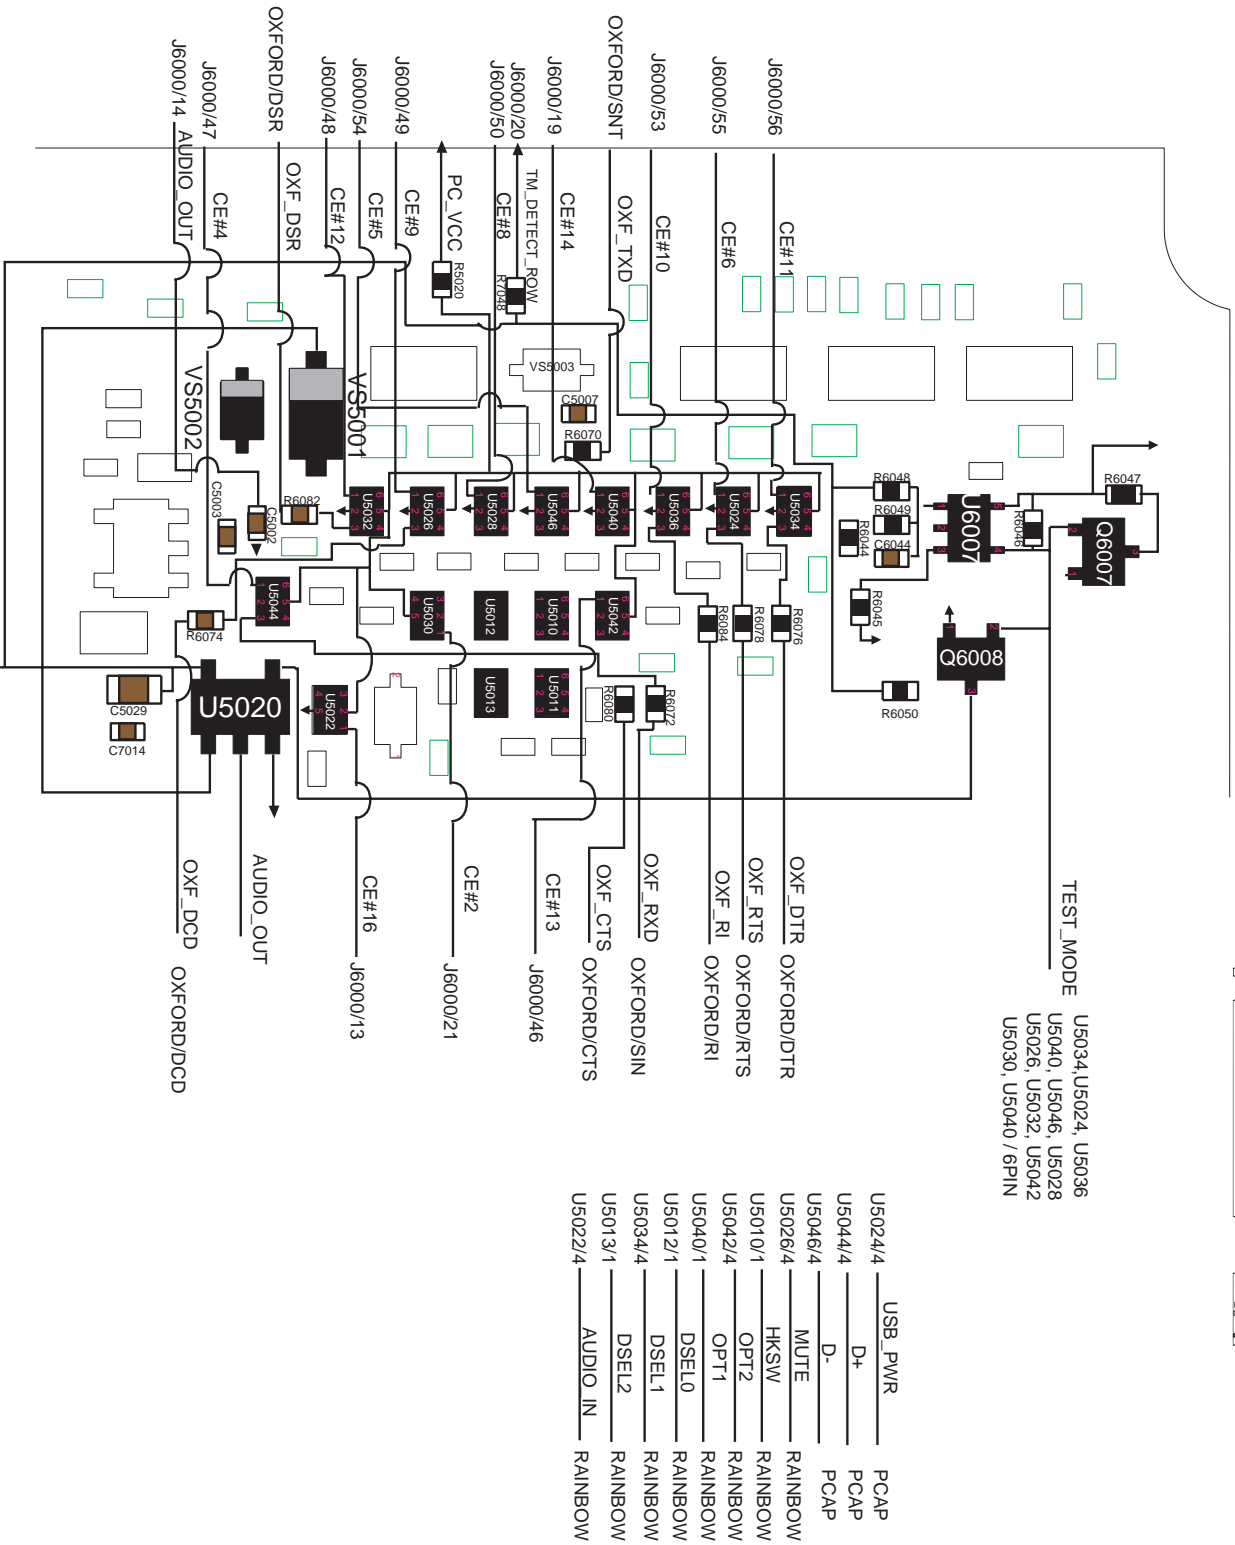 J6000/14
AUDIO_OUT
J6000/47
CE#4
OXFORD/DSR
OXF_DSR
J6000/48
CE#12
J6000/54
CE#5
J6000/49
CE#9
PC_VCC
J6000/50
CE#8
J6000/20
TM_DETECT_ROW
J6000/19
CE#14
OXFORD/SNT
OXF_TXD
J6000/53
CE#10
J6000/55
CE#6
J6000/56
CE#11
R5020
R7048
VS5003
C5007
R6070
VS5001
VS5002
C5003
C5002
R6082
U5032
U5026
U5028
U5046
U5040
U5036
U5024
U5034
R6048
R6049
C6044
R6044
R6045
U6007
R6046
R6047
Q6007
Q6008
R6050
U5044
R6074
U5030
U5012
U5010
U5042
R6084
R6078
R6076
U5013
U5011
R6080
R6072
U5022
U5020
C5029
C7014
OXF_DCD
OXFORD/DCD
AUDIO_OUT
CE#16
J6000/13
CE#2
J6000/21
CE#13
J6000/46
OXF_CTS
OXFORD/CTS
OXF_RXD
OXFORD/SIN
OXF_RI
OXFORD/RI
OXF_RTS
OXFORD/RTS
OXF_DTR
OXFORD/DTR
TEST_MODE
U5034,U5024, U5036
U5040, U5046, U5028
U5026, U5032, U5042
U5030, U5040 / 6PIN
U5024/4 USB_PWR PCAP
U5044/4 D+ PCAP
U5046/4 D- PCAP
U5026/4 MUTE RAINBOW
U5010/1 HKSW RAINBOW
U5042/4 OPT2 RAINBOW
U5040/1 OPT1 RAINBOW
U5012/1 DSEL0 RAINBOW
U5034/4 DSEL1 RAINBOW
U5013/1 DSEL2 RAINBOW
U5022/4 AUDIO_IN RAINBOW